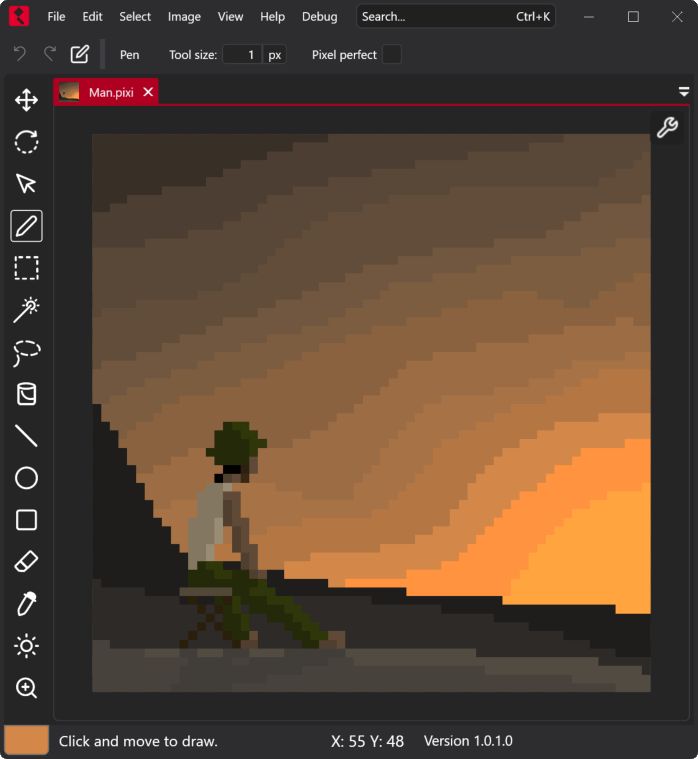 File Edit Select Image View Help Debug Search... Ctrl+K
Pen Tool size: 1 px Pixel perfect
Man.pixi
Click and move to draw. X: 55 Y: 48 Version 1.0.1.0